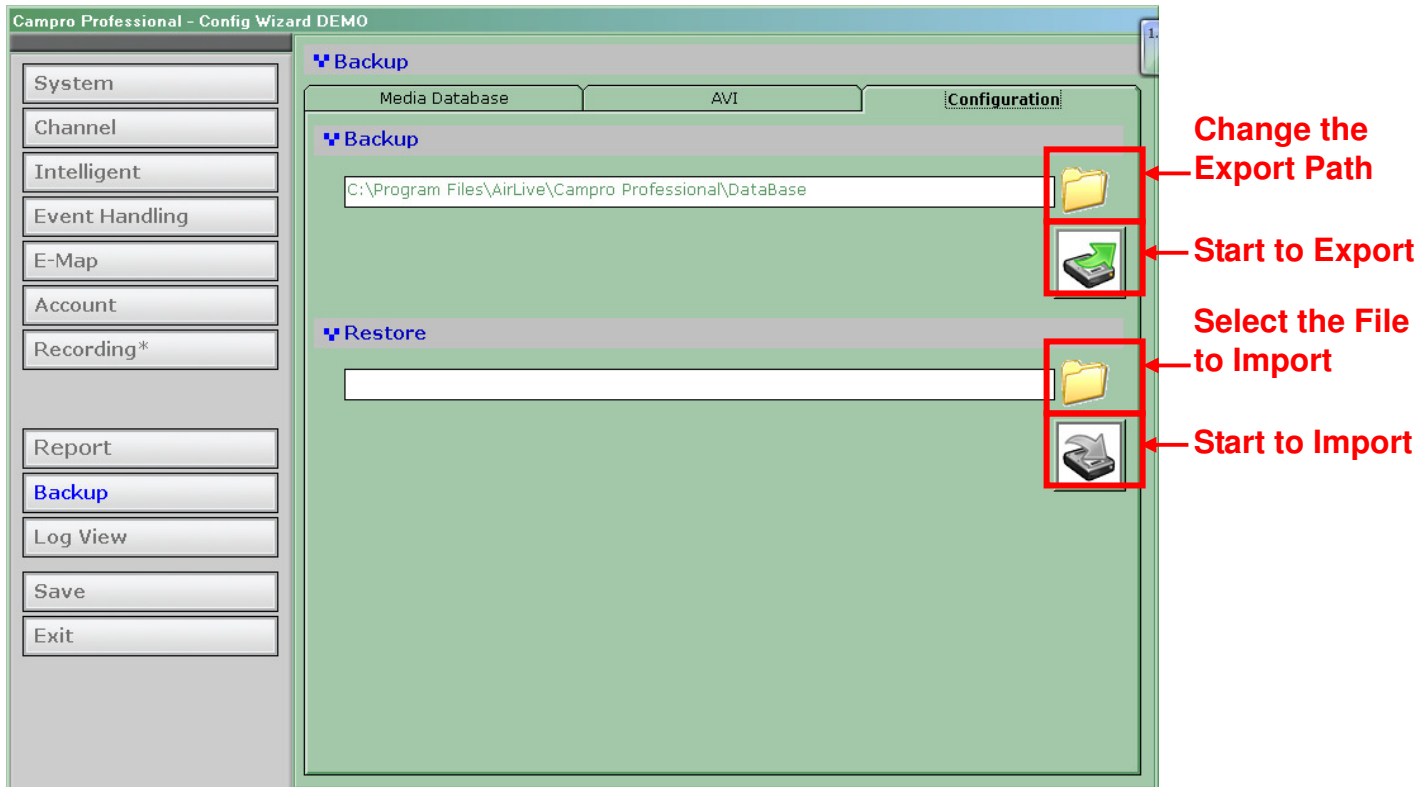 Campro Professional - Config Wizard DEMO
1.
System
Channel
Intelligent
Event Handling
E-Map
Account
Recording*
Report
Backup
Log View
Save
Exit
Backup
Media Database
AVI
Configuration
Backup
C:\Program Files\AirLive\Campro Professional\DataBase
Restore
Change the
Export Path
Start to Export
Select the File
to Import
Start to Import